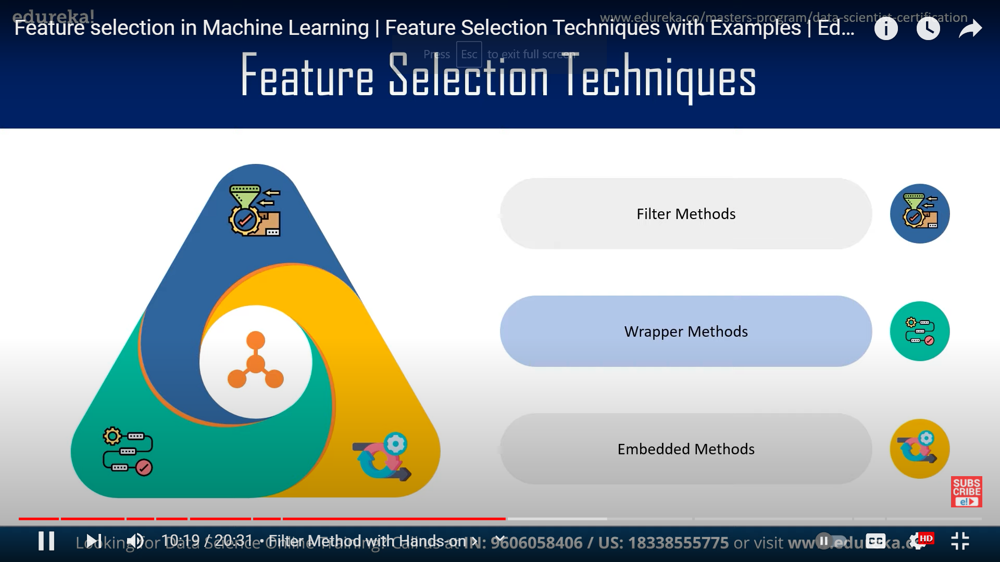 edureka!
www.edureka.co/masters-program/data-scientist-certification
Feature selection in Machine Learning | Feature Selection Techniques with Examples | Ed...
Press Esc to exit full screen
Feature Selection Techniques
Filter Methods
Wrapper Methods
Embedded Methods
SUBS
CRIBE
e!
10:19 / 20:31 • Filter Method with Hands-on
HD
Looking for Data Science Online Training? Call us at IN: 9606058406 / US: 18338555775 or visit